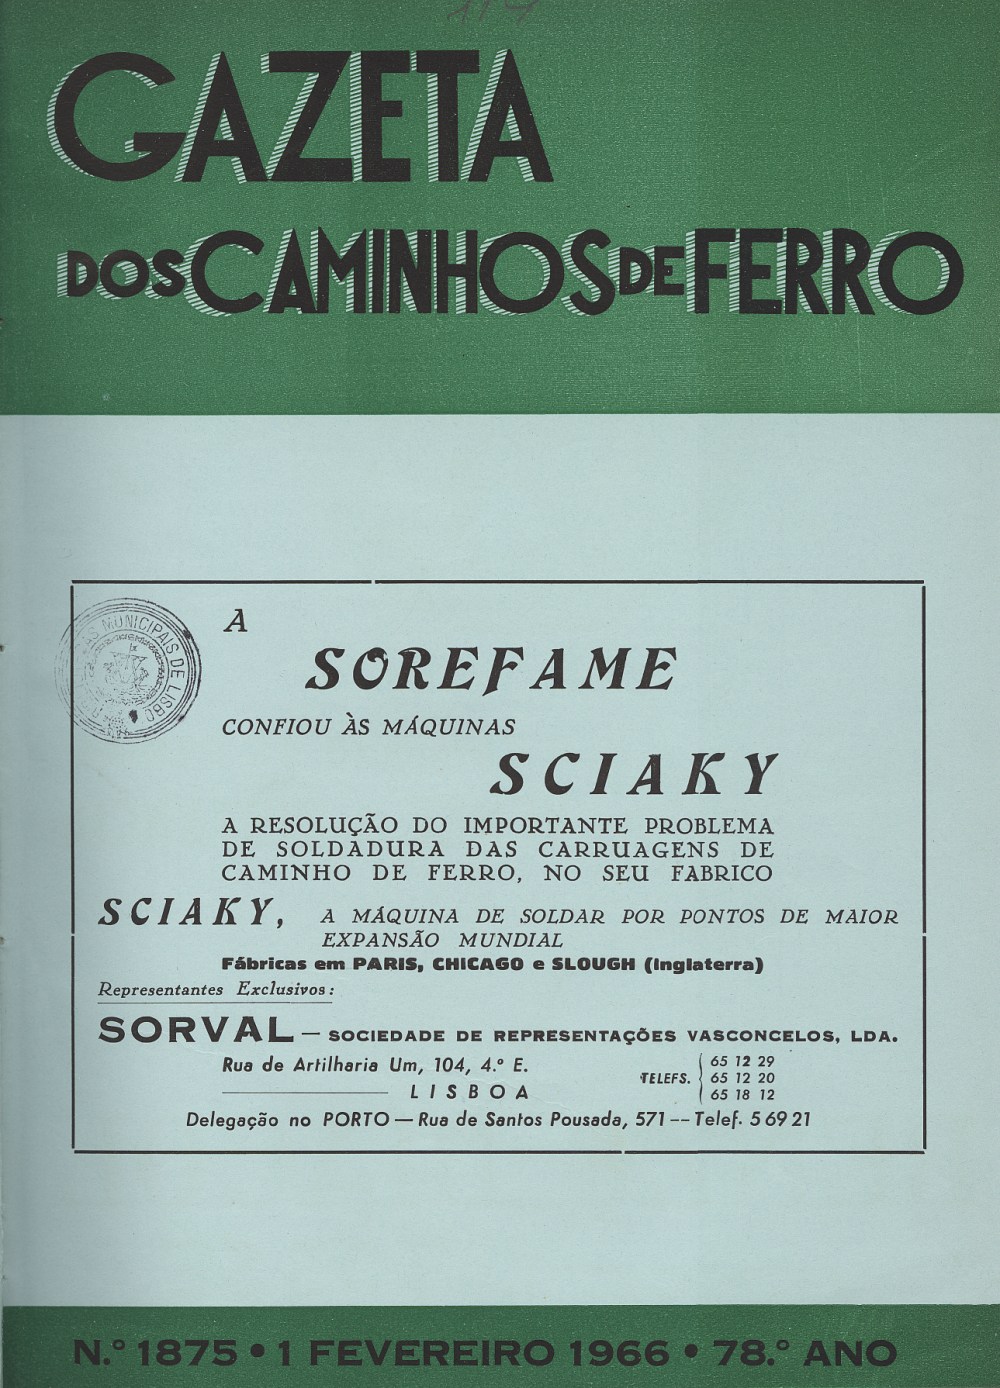 GAZETA
DOS CAMINHOS DE FERRO
A
SOREFAME
CONFIOU ÀS MÁQUINAS
SCIAKY
A RESOLUÇÃO DO IMPORTANTE PROBLEMA
DE SOLDADURA DAS CARRUAGENS DE
CAMINHO DE FERRO, NO SEU FABRICO
SCIAKY, A MÁQUINA DE SOLDAR POR PONTOS DE MAIOR
EXPANSÃO MUNDIAL
Fábricas em PARIS, CHICAGO e SLOUGH (Inglaterra)
Representantes Exclusivos:
SORVAL — SOCIEDADE DE REPRESENTAÇÕES VASCONCELOS, LDA.
Rua de Artilharia Um, 104, 4.º E.
LISBOA
TELEFS.
65 12 29
65 12 20
65 18 12
Delegação no PORTO — Rua de Santos Pousada, 571 -- Telef. 5 69 21
MUNICIPAIS DE LISBO
N.º 1875 • 1 FEVEREIRO 1966 • 78.º ANO